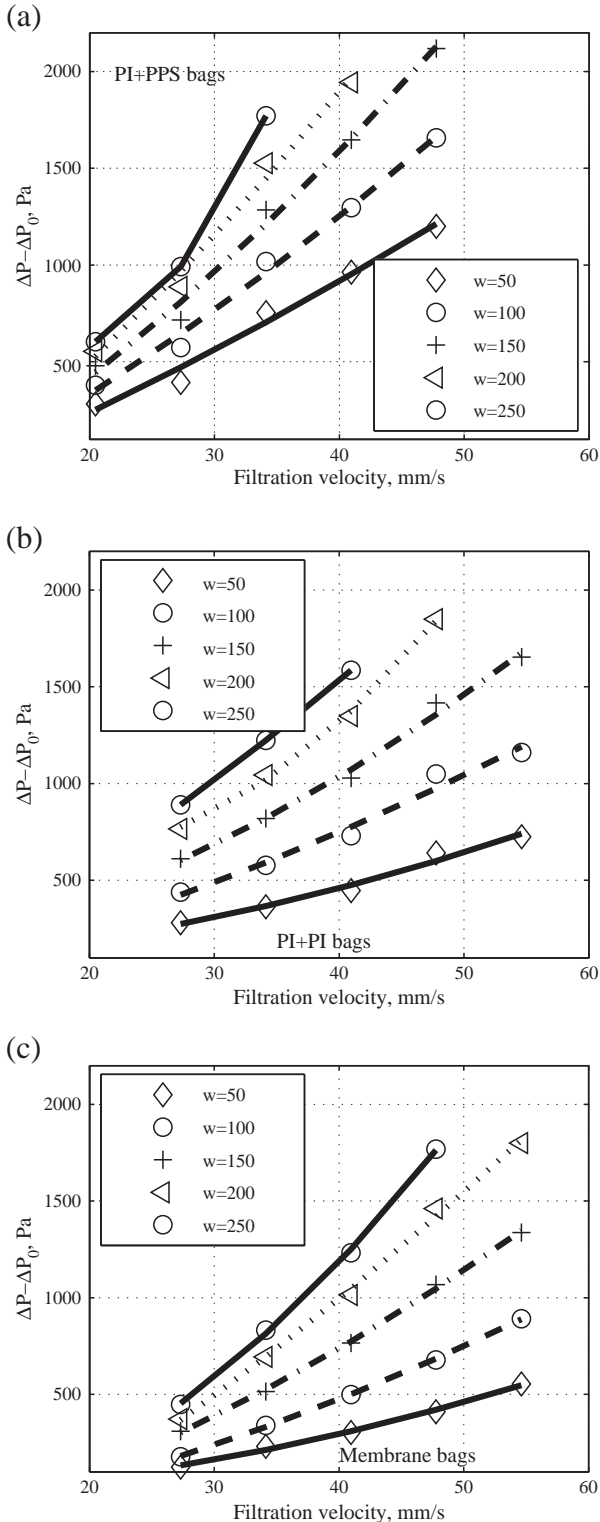 (a)
2000
PI+PPS bags
1500
ΔP−ΔP0, Pa
1000
w=50
w=100
500
w=150
w=200
w=250
20 30 40 50 60
Filtration velocity, mm/s
(b)
w=50
2000
w=100
w=150
1500
w=200
w=250
ΔP−ΔP0, Pa
1000
500
PI+PI bags
20 30 40 50 60
Filtration velocity, mm/s
(c)
w=50
2000
w=100
w=150
1500
w=200
w=250
ΔP−ΔP0, Pa
1000
500
Membrane bags
20 30 40 50 60
Filtration velocity, mm/s